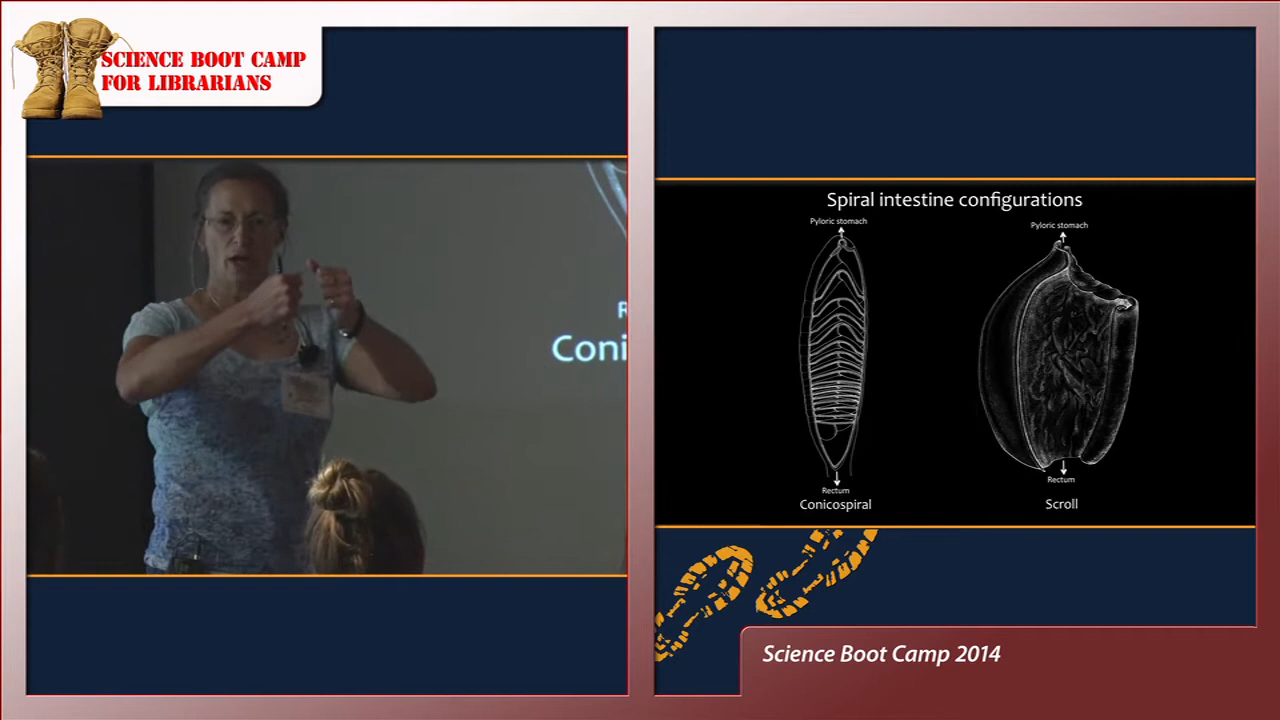 SCIENCE BOOT CAMP
FOR LIBRARIANS
Coni
Spiral intestine configurations
Pyloric stomach
Pyloric stomach
Rectum
Conicospiral
Rectum
Scroll
Science Boot Camp 2014